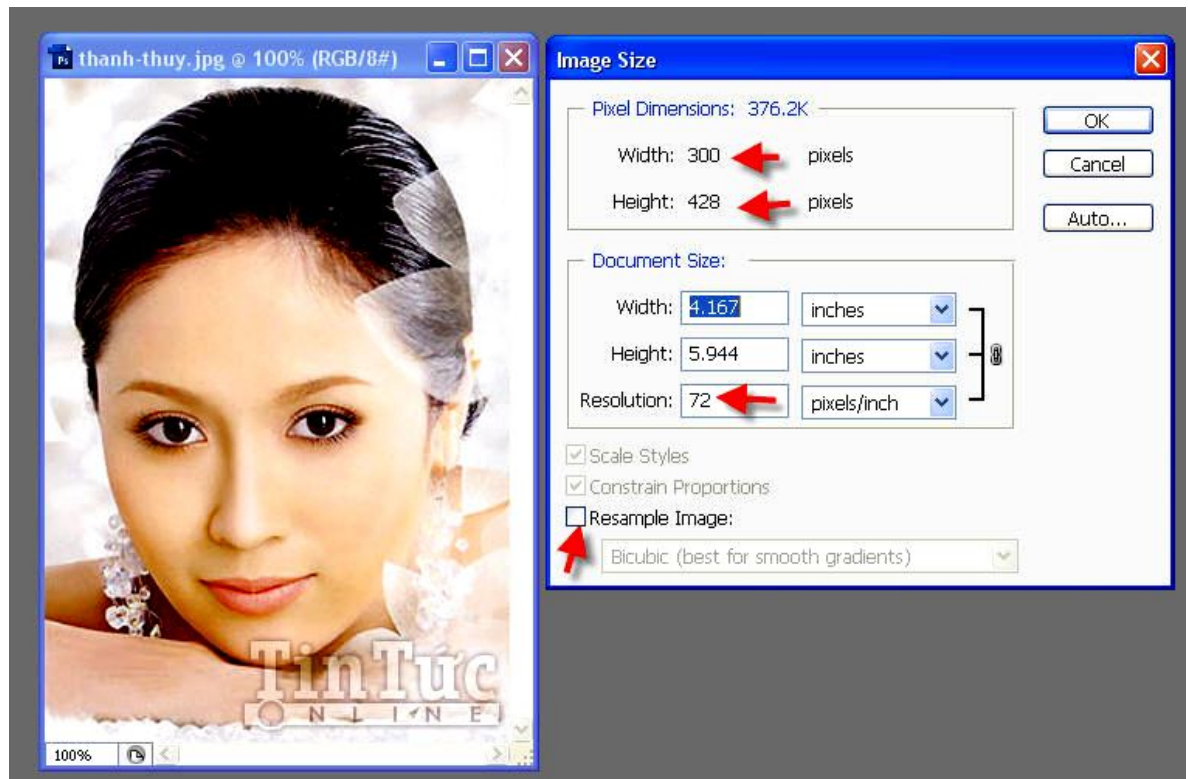 thanh-thuy.jpg @ 100% (RGB/8#)
TinTức
ONLINE
100%
Image Size
Pixel Dimensions: 376.2K
Width: 300 pixels
Height: 428 pixels
Document Size:
Width: 4.167 inches
Height: 5.944 inches
Resolution: 72 pixels/inch
Scale Styles
Constrain Proportions
Resample Image:
Bicubic (best for smooth gradients)
OK
Cancel
Auto...